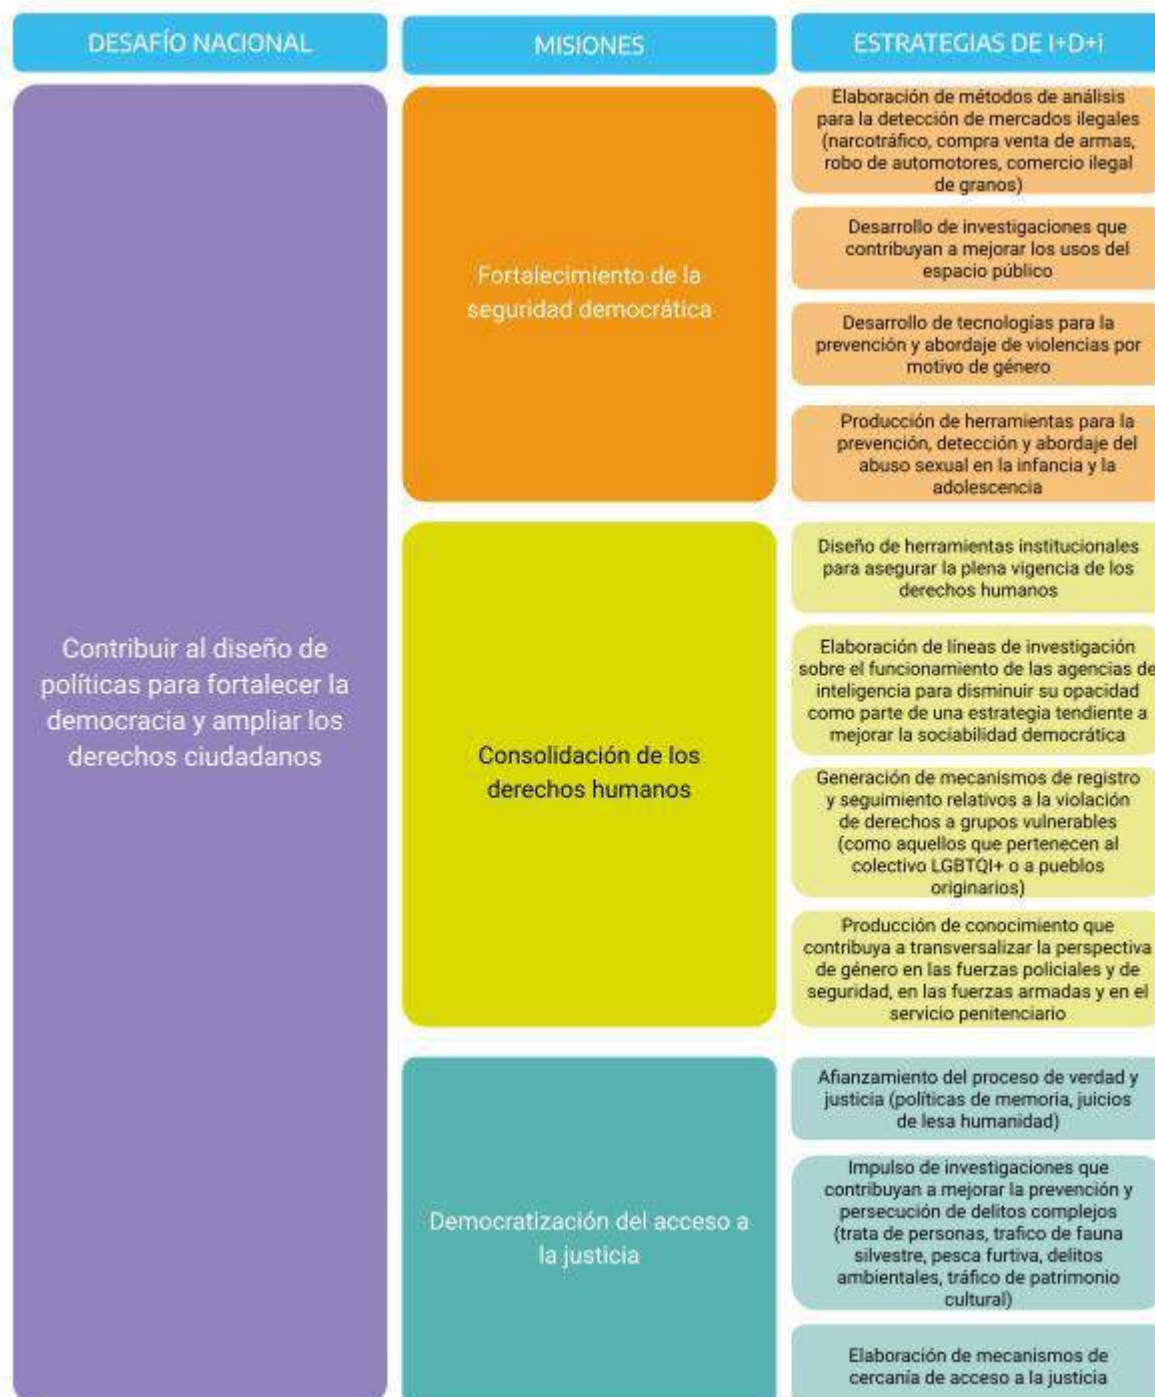 DESAFÍO NACIONAL
MISIONES
ESTRATEGIAS DE I+D+i
Contribuir al diseño de
políticas para fortalecer la
democracia y ampliar los
derechos ciudadanos
Fortalecimiento de la
seguridad democrática
Elaboración de métodos de análisis
para la detección de mercados ilegales
(narcotráfico, compra venta de armas,
robo de automotores, comercio ilegal
de granos)
Desarrollo de investigaciones que
contribuyan a mejorar los usos del
espacio público
Desarrollo de tecnologías para la
prevención y abordaje de violencias por
motivo de género
Producción de herramientas para la
prevención, detección y abordaje del
abuso sexual en la infancia y la
adolescencia
Consolidación de los
derechos humanos
Diseño de herramientas institucionales
para asegurar la plena vigencia de los
derechos humanos
Elaboración de líneas de investigación
sobre el funcionamiento de las agencias de
inteligencia para disminuir su opacidad
como parte de una estrategia tendiente a
mejorar la sociabilidad democrática
Generación de mecanismos de registro
y seguimiento relativos a la violación
de derechos a grupos vulnerables
(como aquellos que pertenecen al
colectivo LGBTQI+ o a pueblos
originarios)
Producción de conocimiento que
contribuya a transversalizar la perspectiva
de género en las fuerzas policiales y de
seguridad, en las fuerzas armadas y en el
servicio penitenciario
Democratización del acceso a
la justicia
Afianzamiento del proceso de verdad y
justicia (políticas de memoria, juicios
de lesa humanidad)
Impulso de investigaciones que
contribuyan a mejorar la prevención y
persecución de delitos complejos
(trata de personas, trafico de fauna
silvestre, pesca furtiva, delitos
ambientales, tráfico de patrimonio
cultural)
Elaboración de mecanismos de
cercanía de acceso a la justicia